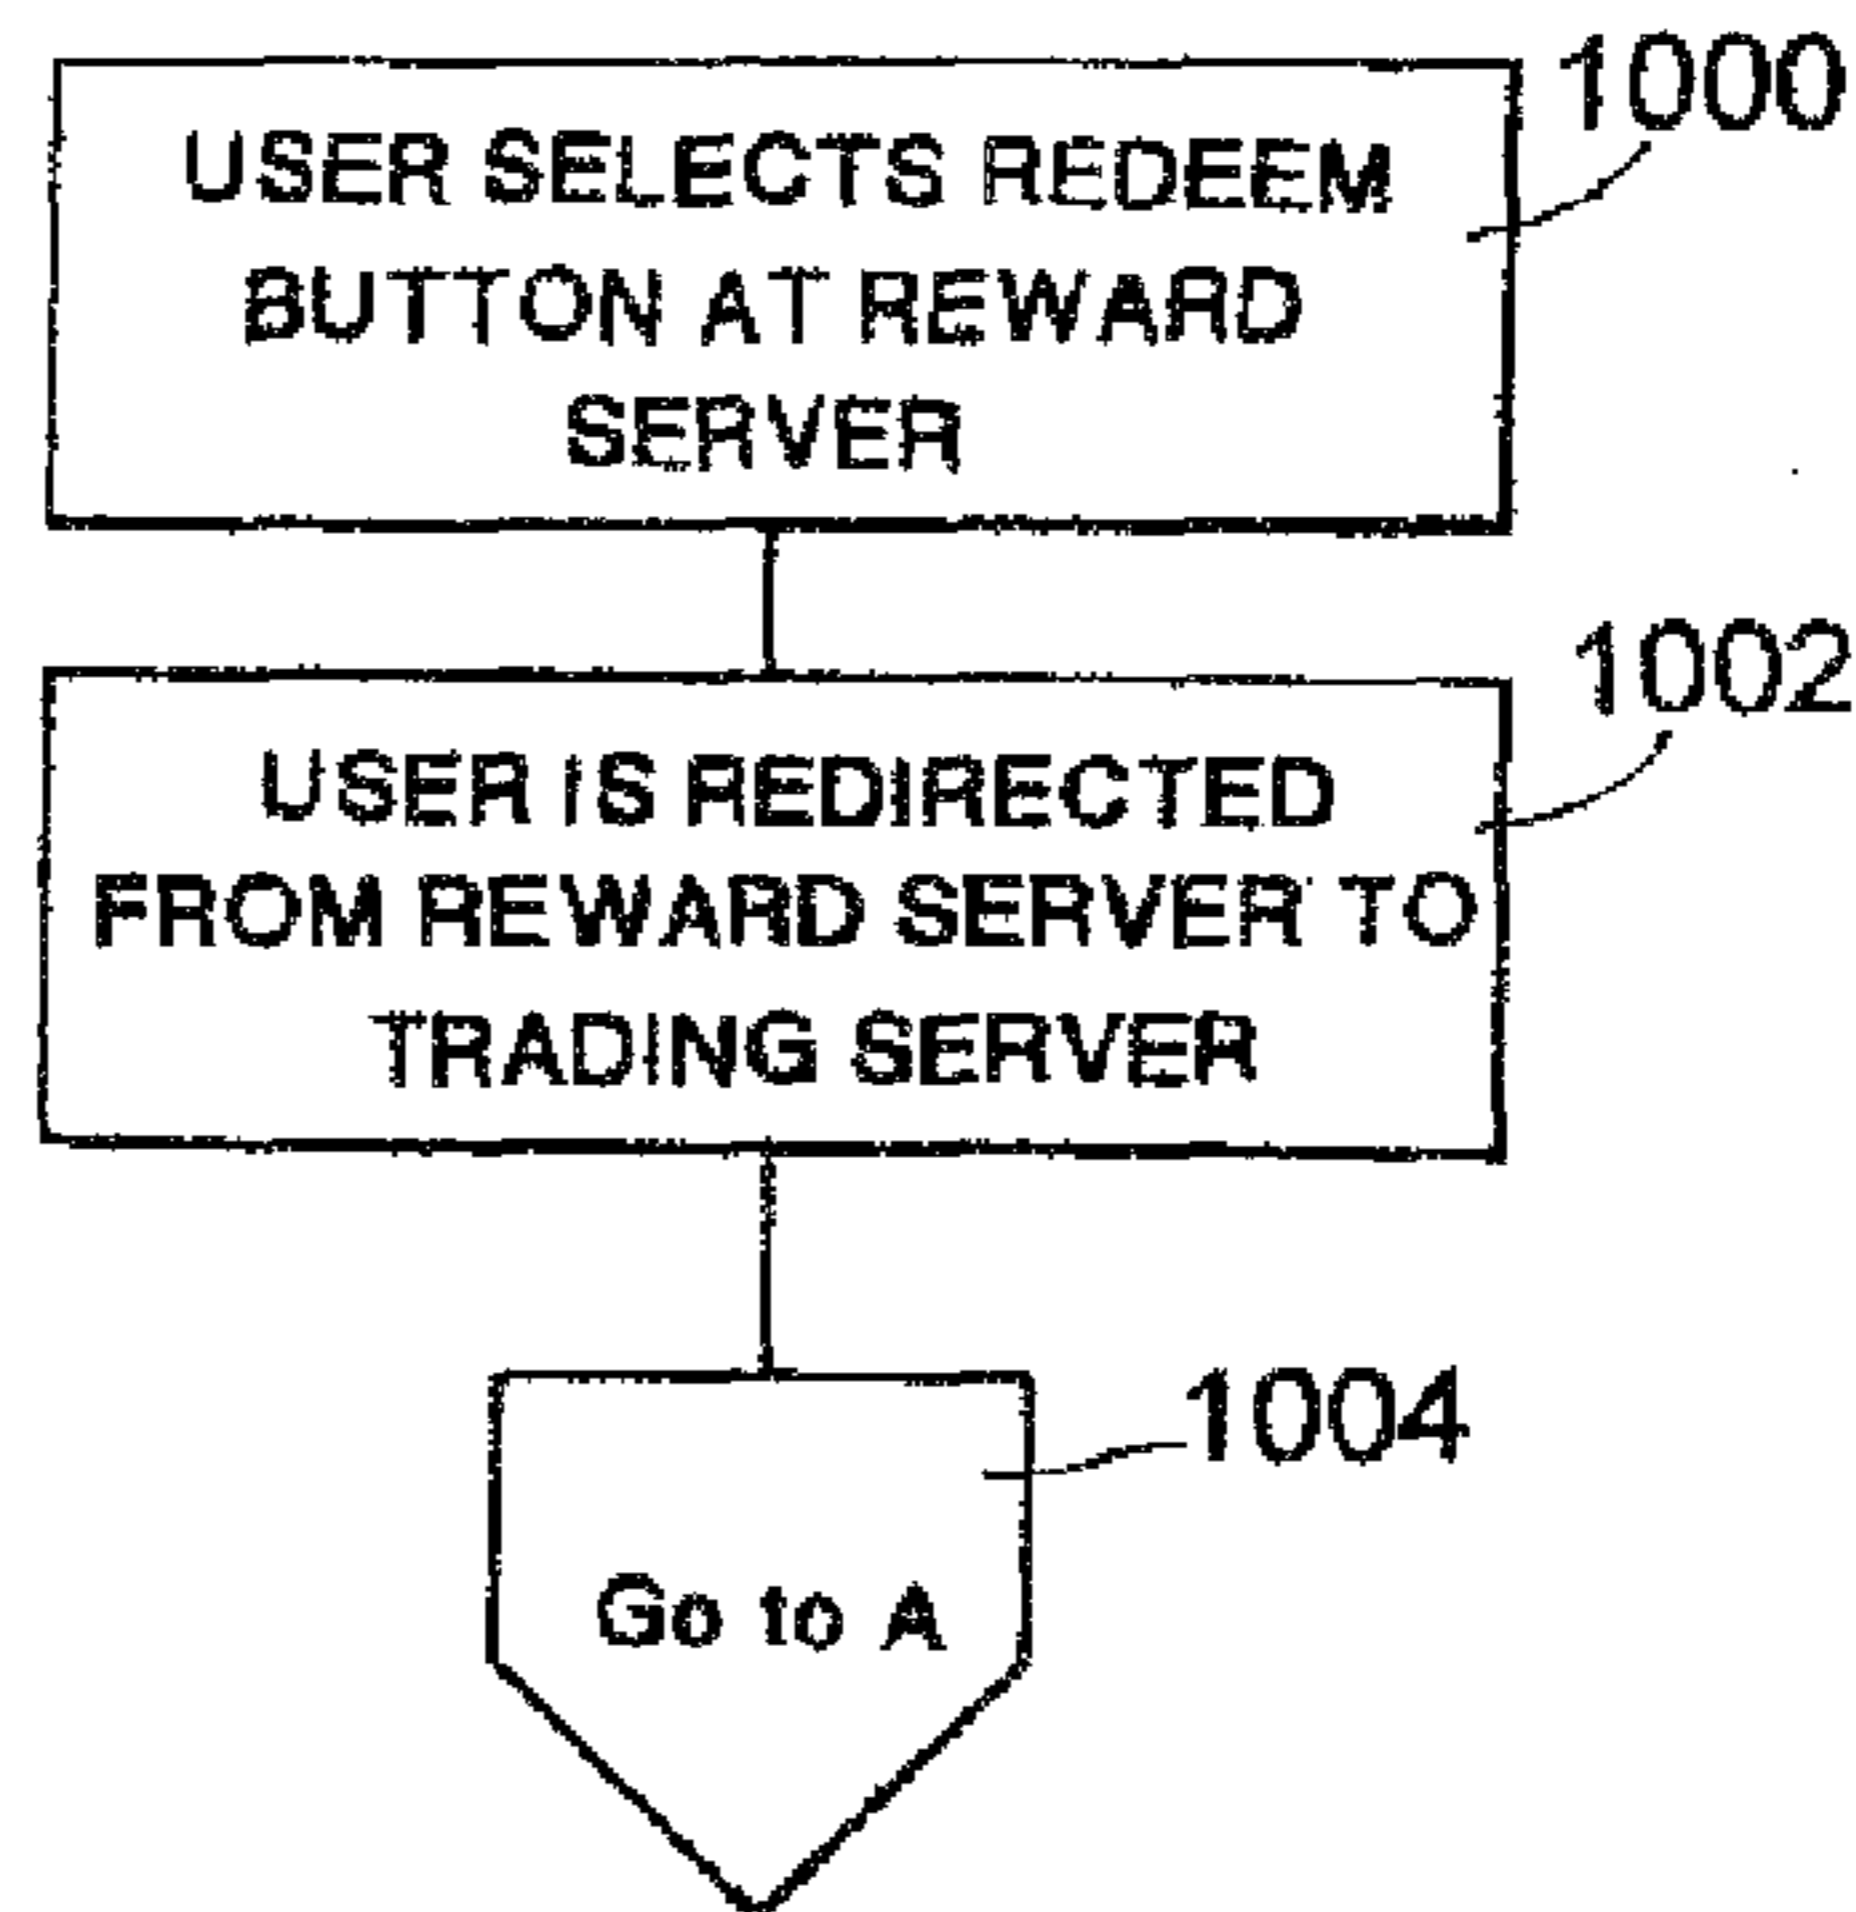 1000
USER SELECTS REDEEM
BUTTON AT REWARD
SERVER
1002
USER IS REDIRECTED
FROM REWARD SERVER TO
TRADING SERVER
1004
Go to A